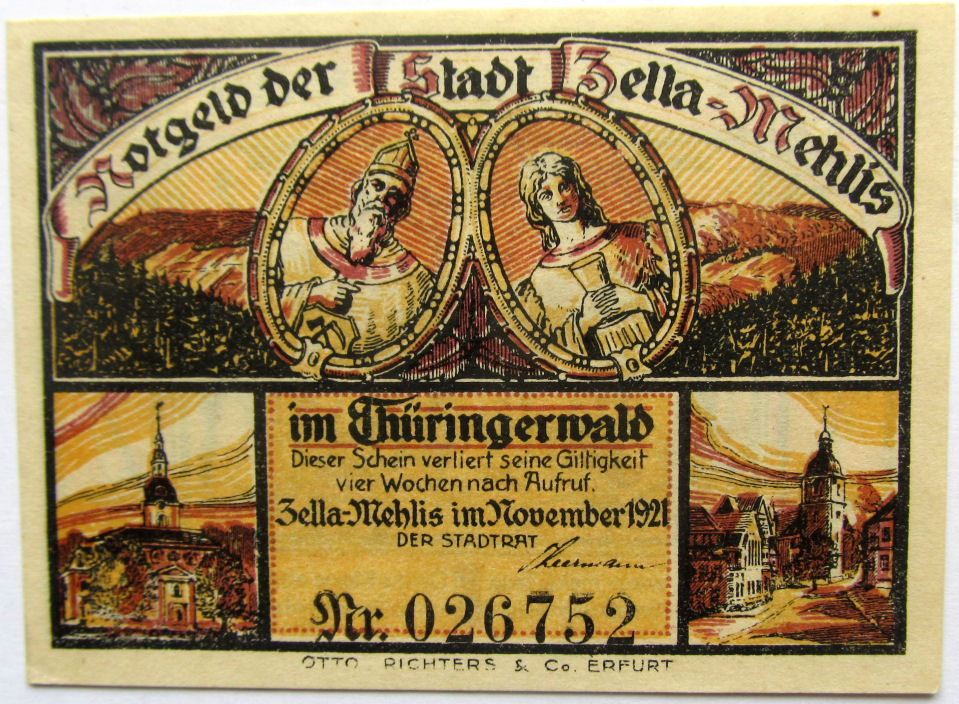 Notgeld der Stadt Zella-Mehlis
im Thüringerwald
Dieser Schein verliert seine Giltigkeit
vier Wochen nach Aufruf.
Zella-Mehlis im November 1921
DER STADTRAT
Nr. 026752
OTTO RICHTERS & Co. ERFURT